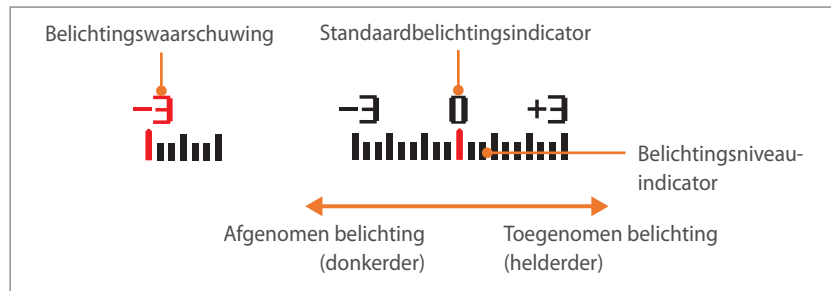 Belichtingswaarschuwing
Standaardbelichtingsindicator
-3
-3 0 +3
Belichtingsniveau-
indicator
Afgenomen belichting
(donkerder)
Toegenomen belichting
(helderder)